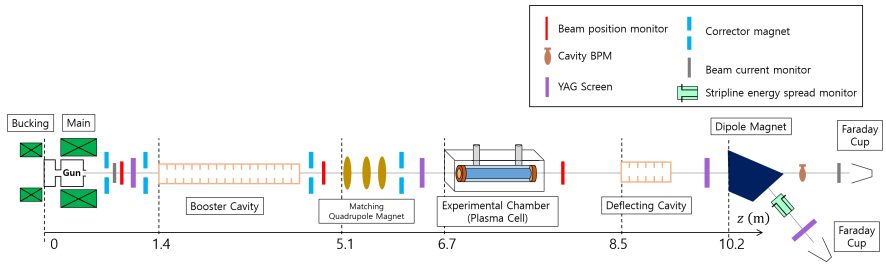 Beam position monitor
Corrector magnet
Cavity BPM
Beam current monitor
YAG Screen
Stripline energy spread monitor
Bucking
Main
Dipole Magnet
Faraday
Cup
Gun
Booster Cavity
Matching
Quadrupole Magnet
Experimental Chamber
(Plasma Cell)
Deflecting Cavity
z (m)
Faraday
Cup
0
1.4
5.1
6.7
8.5
10.2